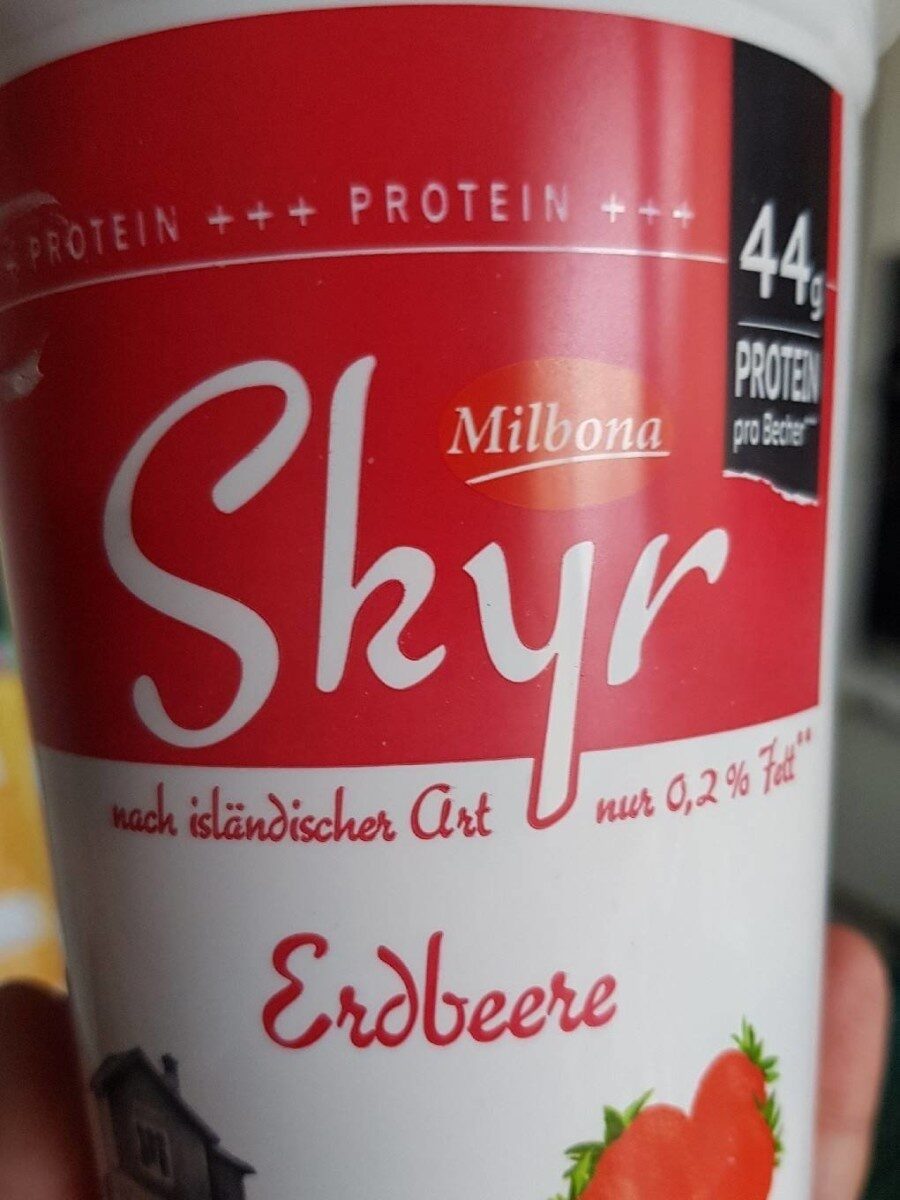 PROTEIN +++ PROTEIN +++
44g
PROTEIN
pro Becher***
Milbona
Skyr
nach isländischer Art
nur 0,2% Fett**
Erdbeere